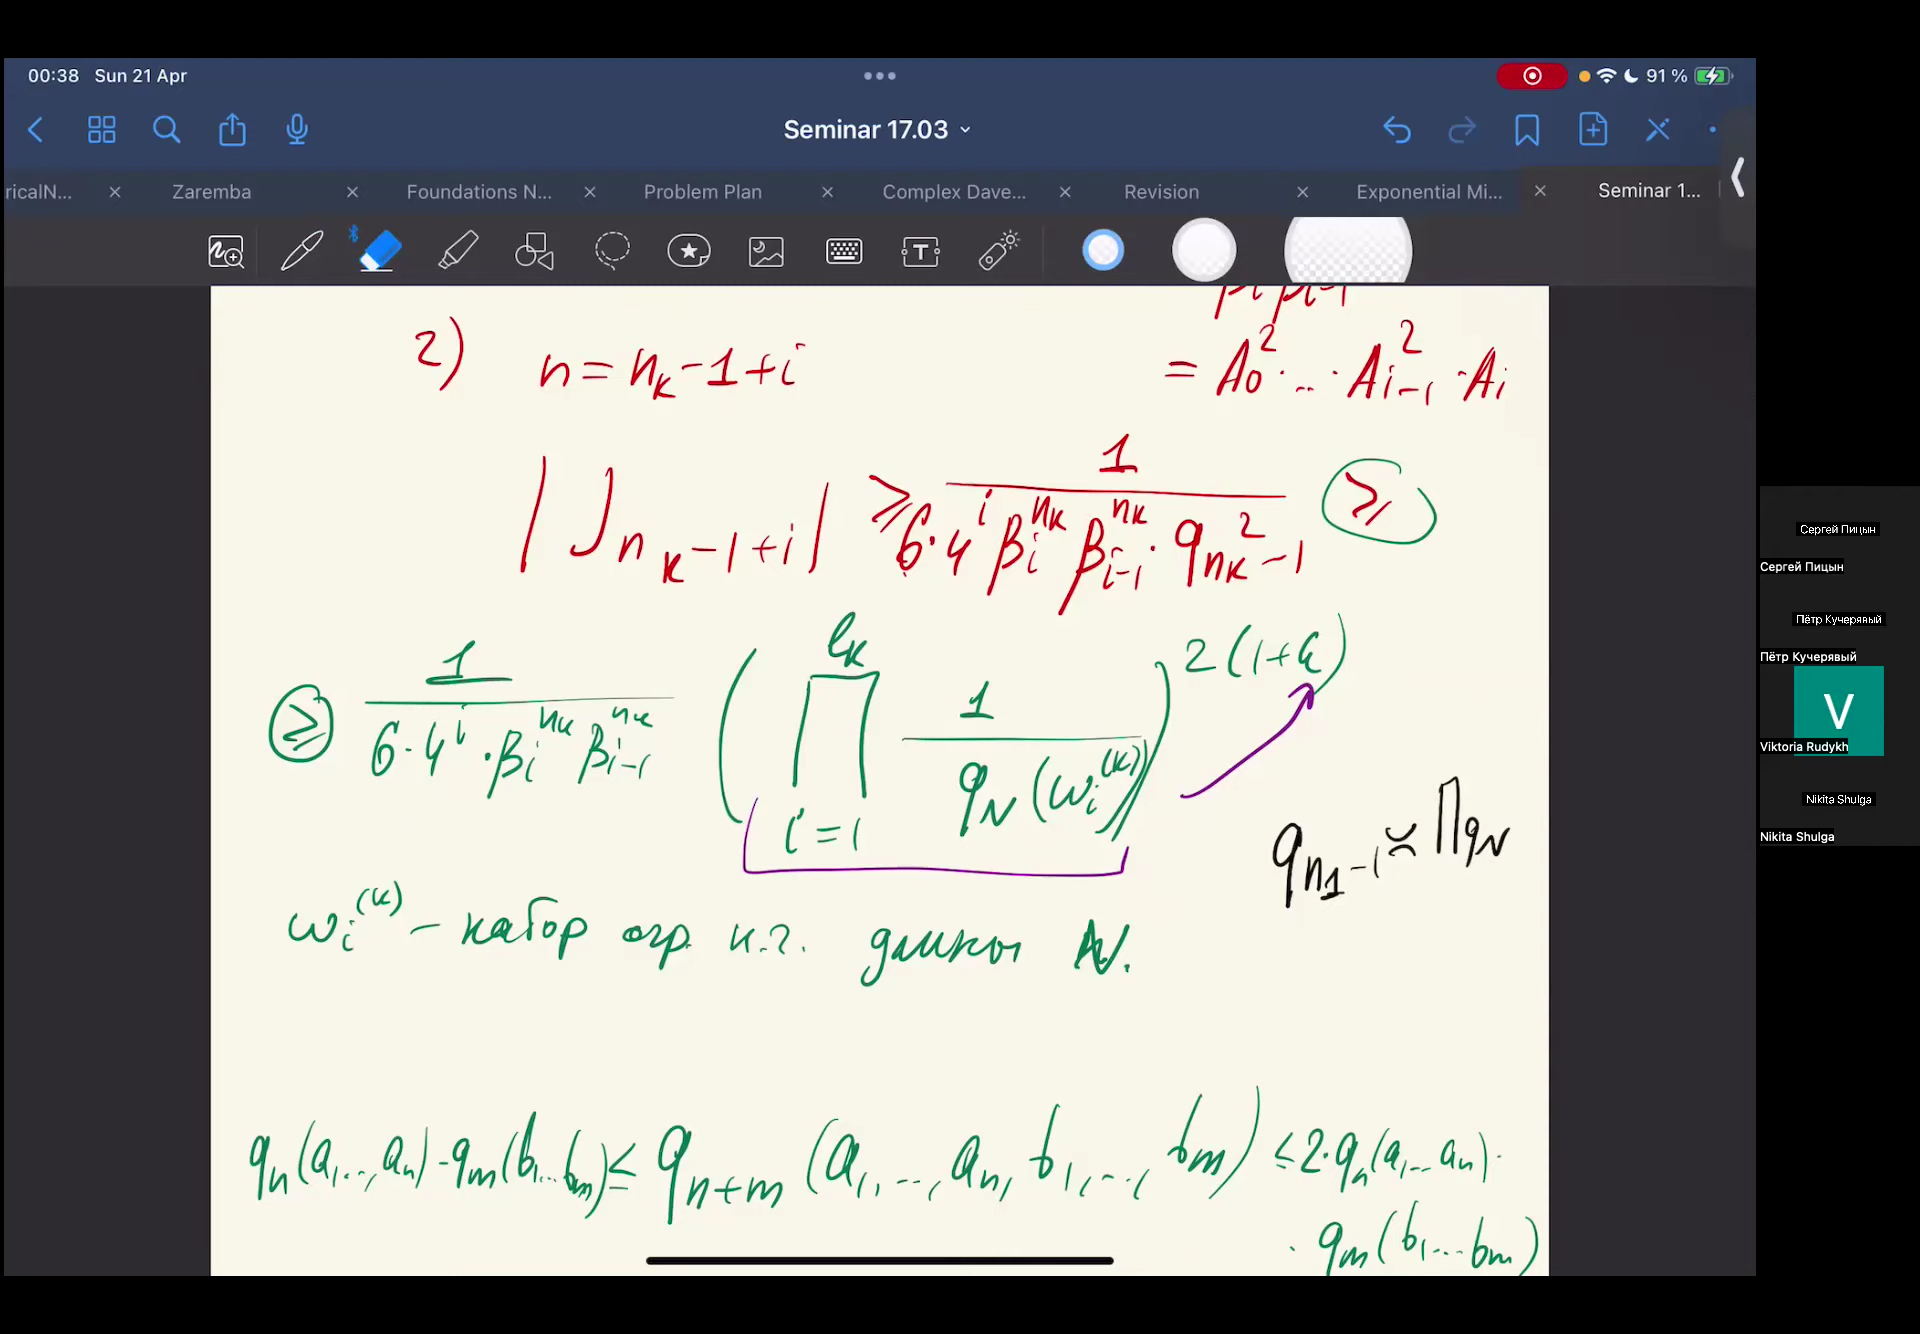 00:38 Sun 21 Apr
91 %
Seminar 17.03
ricalN... Zaremba Foundations N... Problem Plan Complex Dave... Revision Exponential Mi... Seminar 1...
β_i β_{i-1}
2) n = n_k - 1 + i = A_0^2 · ... · A_{i-1}^2 · A_i
|J_{n_k-1+i}| ≥ 1 / (6·4^i β_i^{n_k} β_{i-1}^{n_k} · q_{n_k-1}^2) ≥
≥ 1 / (6·4^i · β_i^{n_k} β_{i-1}^{n_k}) ( ∏_{i=1}^{l_k} 1 / q_N(ω_i^{(k)}) )^{2(1+ε)}
q_{n_1-1} ≍ ∏ q_N
ω_i^{(k)} – набор огр. н.ч. длины N.
q_n(a_1,..,a_n) · q_m(b_1...b_m) ≤ q_{n+m}(a_1,..,a_n, b_1,..., b_m) ≤ 2·q_n(a_1...a_n)·
· q_m(b_1...b_m)
Сергей Пицын
Сергей Пицын
Пётр Кучерявый
Пётр Кучерявый
V
Viktoria Rudykh
Nikita Shulga
Nikita Shulga